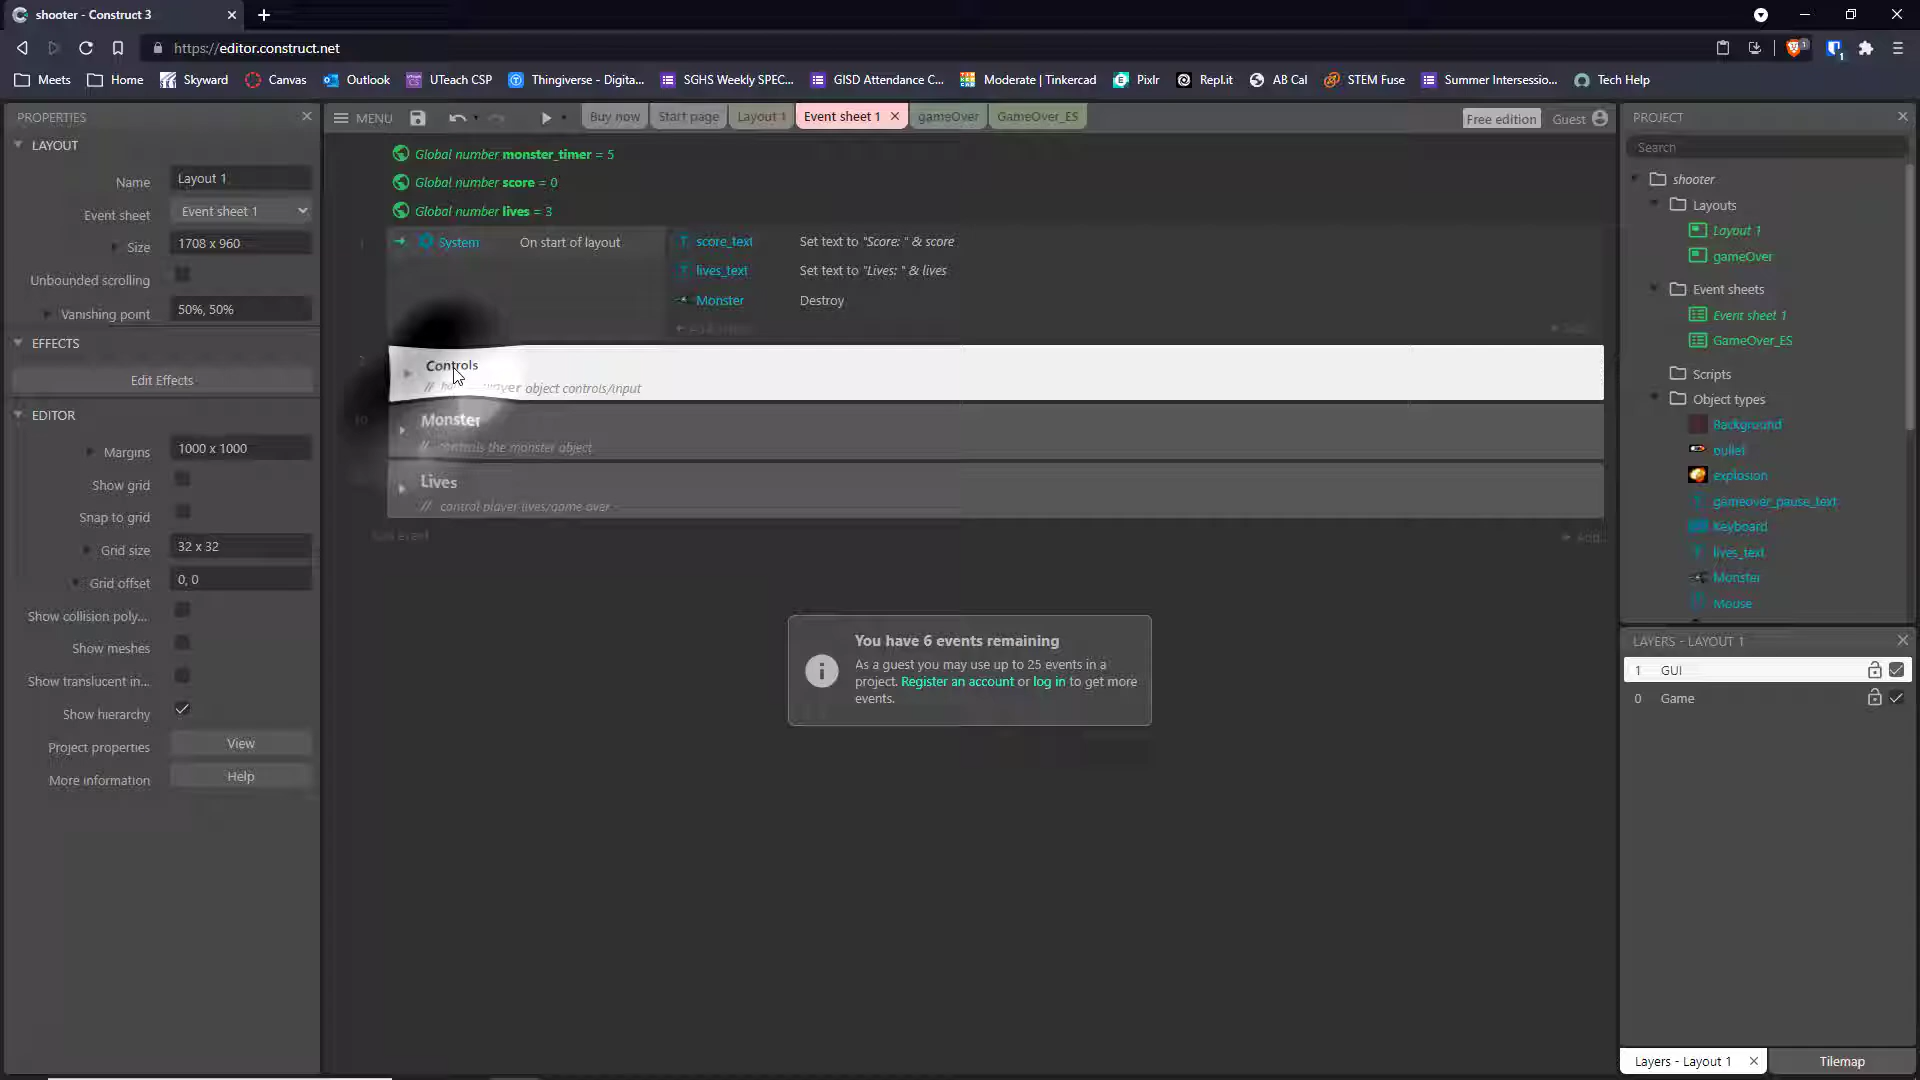 shooter - Construct 3
https://editor.construct.net
Meets Home Skyward Canvas Outlook UTeach CSP Thingiverse - Digita... SGHS Weekly SPEC... GISD Attendance C... Moderate | Tinkercad Pixlr Repl.it AB Cal STEM Fuse Summer Intersessio... Tech Help
PROPERTIES
LAYOUT
Name Layout 1
Event sheet Event sheet 1
Size 1708 x 960
Unbounded scrolling
Vanishing point 50%, 50%
EFFECTS
Edit Effects
EDITOR
Margins 1000 x 1000
Show grid
Snap to grid
Grid size 32 x 32
Grid offset 0, 0
Show collision poly...
Show meshes
Show translucent in...
Show hierarchy
Project properties View
More information Help
MENU Buy now Start page Layout 1 Event sheet 1 gameOver GameOver_ES Free edition Guest
Global number monster_timer = 5
Global number score = 0
Global number lives = 3
1 System On start of layout score_text Set text to "Score: " & score
lives_text Set text to "Lives: " & lives
Monster Destroy
2 Controls
// object controls/input
10 Monster
// controls the monster object
Lives
// control player lives/game over
Add event Add...
You have 6 events remaining
As a guest you may use up to 25 events in a
project. Register an account or log in to get more
events.
PROJECT
Search
shooter
Layouts
Layout 1
gameOver
Event sheets
Event sheet 1
GameOver_ES
Scripts
Object types
Background
bullet
explosion
gameover_pause_text
Keyboard
lives_text
Monster
Mouse
LAYERS - LAYOUT 1
1 GUI
0 Game
Layers - Layout 1 Tilemap